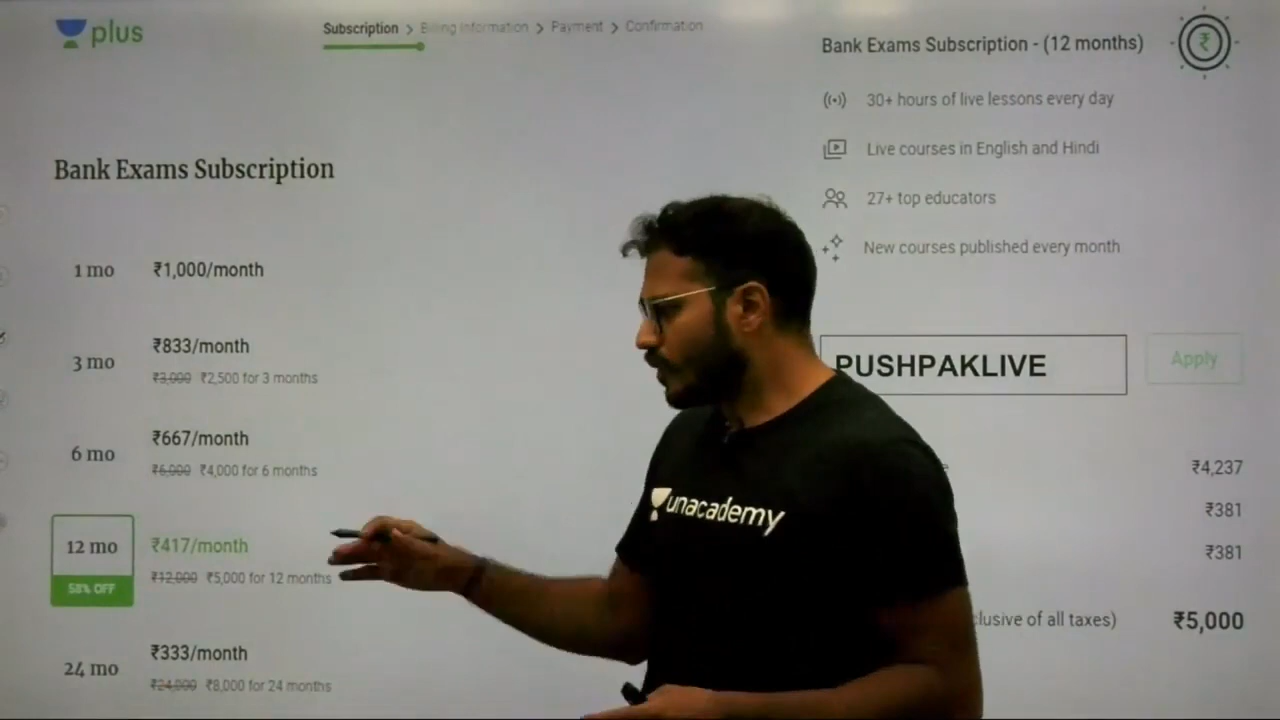 plus
Subscription > Billing Information > Payment > Confirmation
Bank Exams Subscription
1 mo ₹1,000/month
3 mo ₹833/month
₹3,000 ₹2,500 for 3 months
6 mo ₹667/month
₹6,000 ₹4,000 for 6 months
12 mo ₹417/month
58% OFF ₹12,000 ₹5,000 for 12 months
24 mo ₹333/month
₹24,000 ₹8,000 for 24 months
Bank Exams Subscription - (12 months)
₹
30+ hours of live lessons every day
Live courses in English and Hindi
27+ top educators
New courses published every month
PUSHPAKLIVE Apply
₹4,237
₹381
₹381
of all taxes) ₹5,000
unacademy